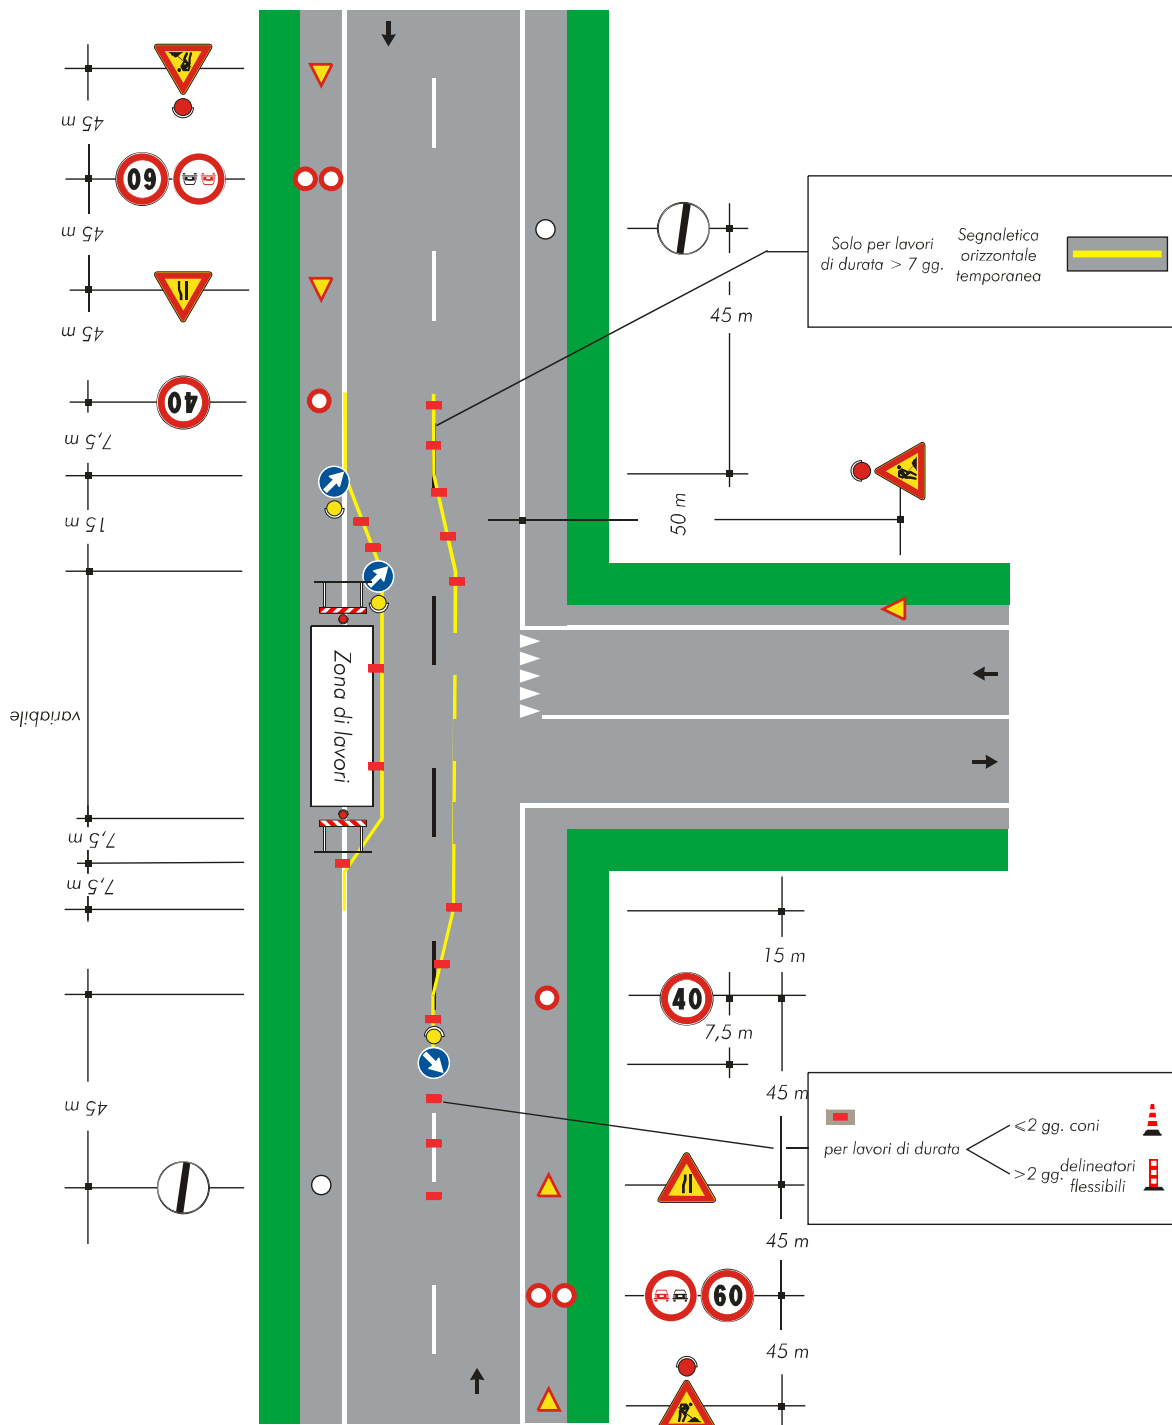 45 m
60
45 m
45 m
40
7,5 m
15 m
variabile
7,5 m
7,5 m
45 m
Zona di lavori
45 m
50 m
Solo per lavori
di durata > 7 gg.
Segnaletica
orizzontale
temporanea
15 m
40
7,5 m
45 m
per lavori di durata
⩽2 gg. coni
>2 gg. delineatori
flessibili
45 m
60
45 m